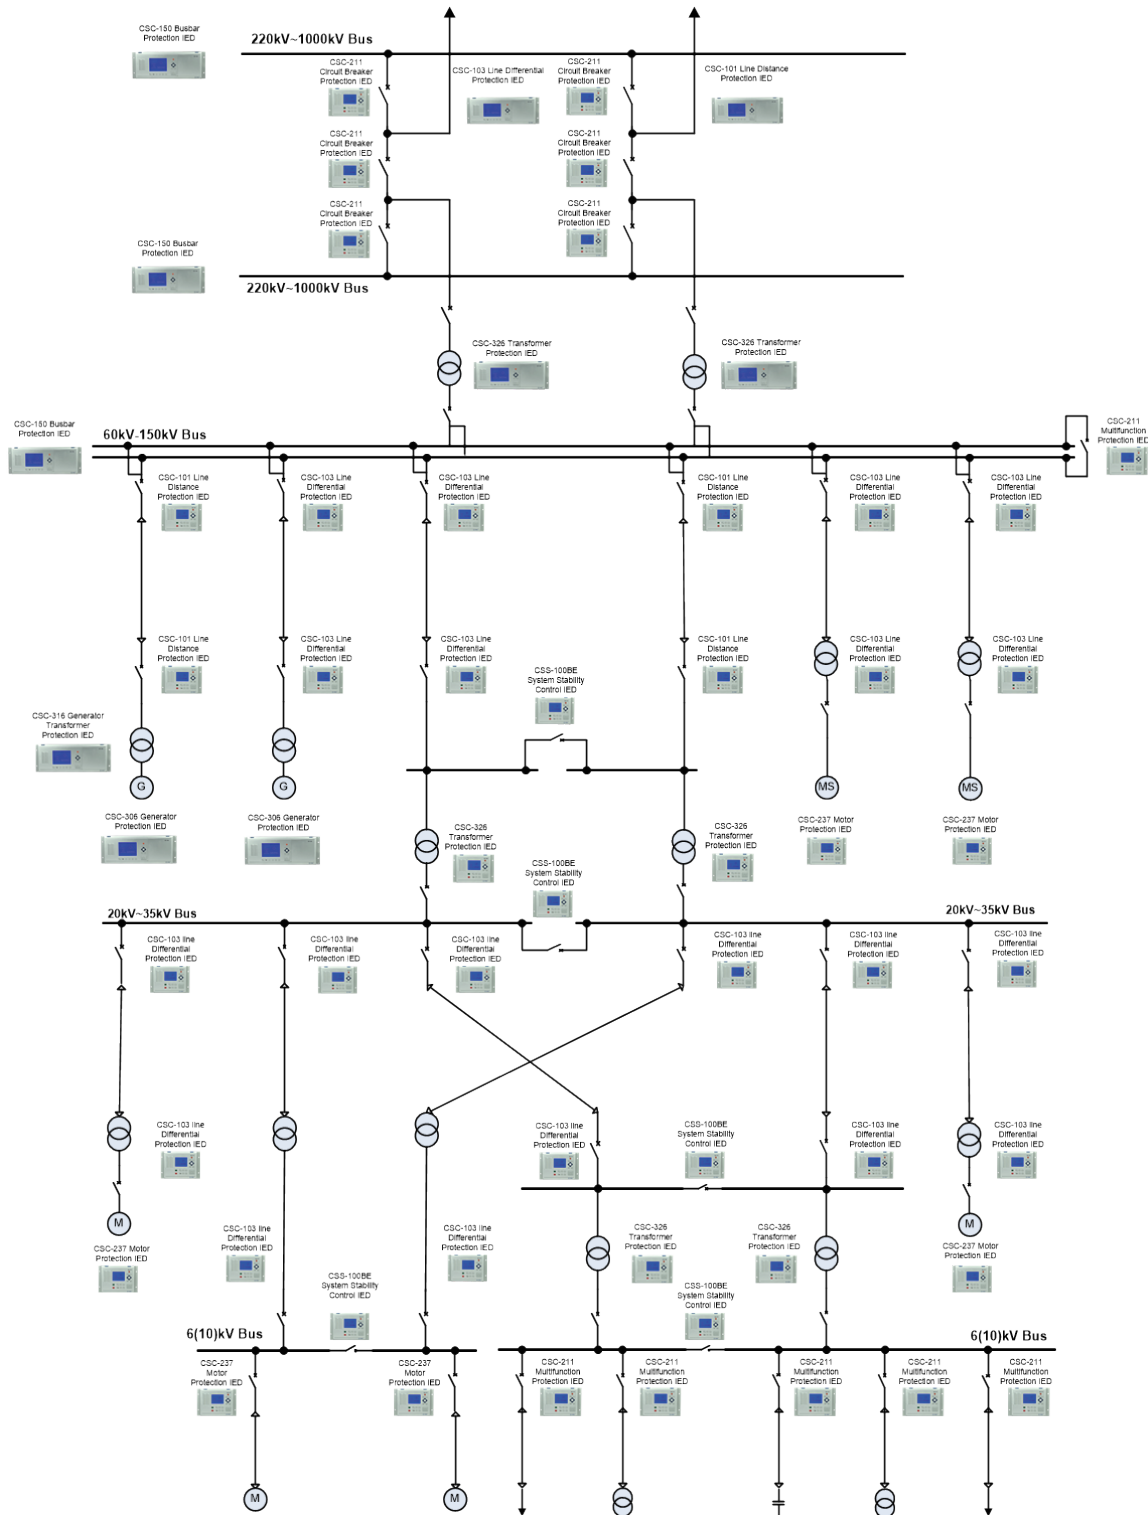 CSC-150 Busbar
Protection IED
220kV~1000kV Bus
CSC-211
Circuit Breaker
Protection IED
CSC-103 Line Differential
Protection IED
CSC-211
Circuit Breaker
Protection IED
CSC-101 Line Distance
Protection IED
CSC-211
Circuit Breaker
Protection IED
CSC-211
Circuit Breaker
Protection IED
CSC-211
Circuit Breaker
Protection IED
CSC-211
Circuit Breaker
Protection IED
CSC-150 Busbar
Protection IED
220kV~1000kV Bus
CSC-326 Transformer
Protection IED
CSC-326 Transformer
Protection IED
CSC-150 Busbar
Protection IED
60kV-150kV Bus
CSC-211
Multifunction
Protection IED
CSC-101 Line
Distance
Protection IED
CSC-103 Line
Differential
Protection IED
CSC-103 Line
Differential
Protection IED
CSC-101 Line
Distance
Protection IED
CSC-103 Line
Differential
Protection IED
CSC-103 Line
Differential
Protection IED
CSC-101 Line
Distance
Protection IED
CSC-103 Line
Differential
Protection IED
CSC-103 Line
Differential
Protection IED
CSC-101 Line
Distance
Protection IED
CSC-103 Line
Differential
Protection IED
CSC-103 Line
Differential
Protection IED
CSS-100BE
System Stability
Control IED
CSC-316 Generator
Transformer
Protection IED
G
G
MS
MS
CSC-306 Generator
Protection IED
CSC-306 Generator
Protection IED
CSC-326
Transformer
Protection IED
CSC-326
Transformer
Protection IED
CSC-237 Motor
Protection IED
CSC-237 Motor
Protection IED
CSS-100BE
System Stability
Control IED
20kV~35kV Bus
20kV~35kV Bus
CSC-103 line
Differential
Protection IED
CSC-103 line
Differential
Protection IED
CSC-103 line
Differential
Protection IED
CSC-103 line
Differential
Protection IED
CSC-103 line
Differential
Protection IED
CSC-103 line
Differential
Protection IED
CSC-103 line
Differential
Protection IED
CSC-103 line
Differential
Protection IED
CSS-100BE
System Stability
Control IED
CSC-103 line
Differential
Protection IED
CSC-103 line
Differential
Protection IED
M
M
CSC-237 Motor
Protection IED
CSC-103 line
Differential
Protection IED
CSC-103 line
Differential
Protection IED
CSC-326
Transformer
Protection IED
CSC-326
Transformer
Protection IED
CSC-237 Motor
Protection IED
CSS-100BE
System Stability
Control IED
CSS-100BE
System Stability
Control IED
6(10)kV Bus
6(10)kV Bus
CSC-237
Motor
Protection IED
CSC-237
Motor
Protection IED
CSC-211
Multifunction
Protection IED
CSC-211
Multifunction
Protection IED
CSC-211
Multifunction
Protection IED
CSC-211
Multifunction
Protection IED
CSC-211
Multifunction
Protection IED
M
M